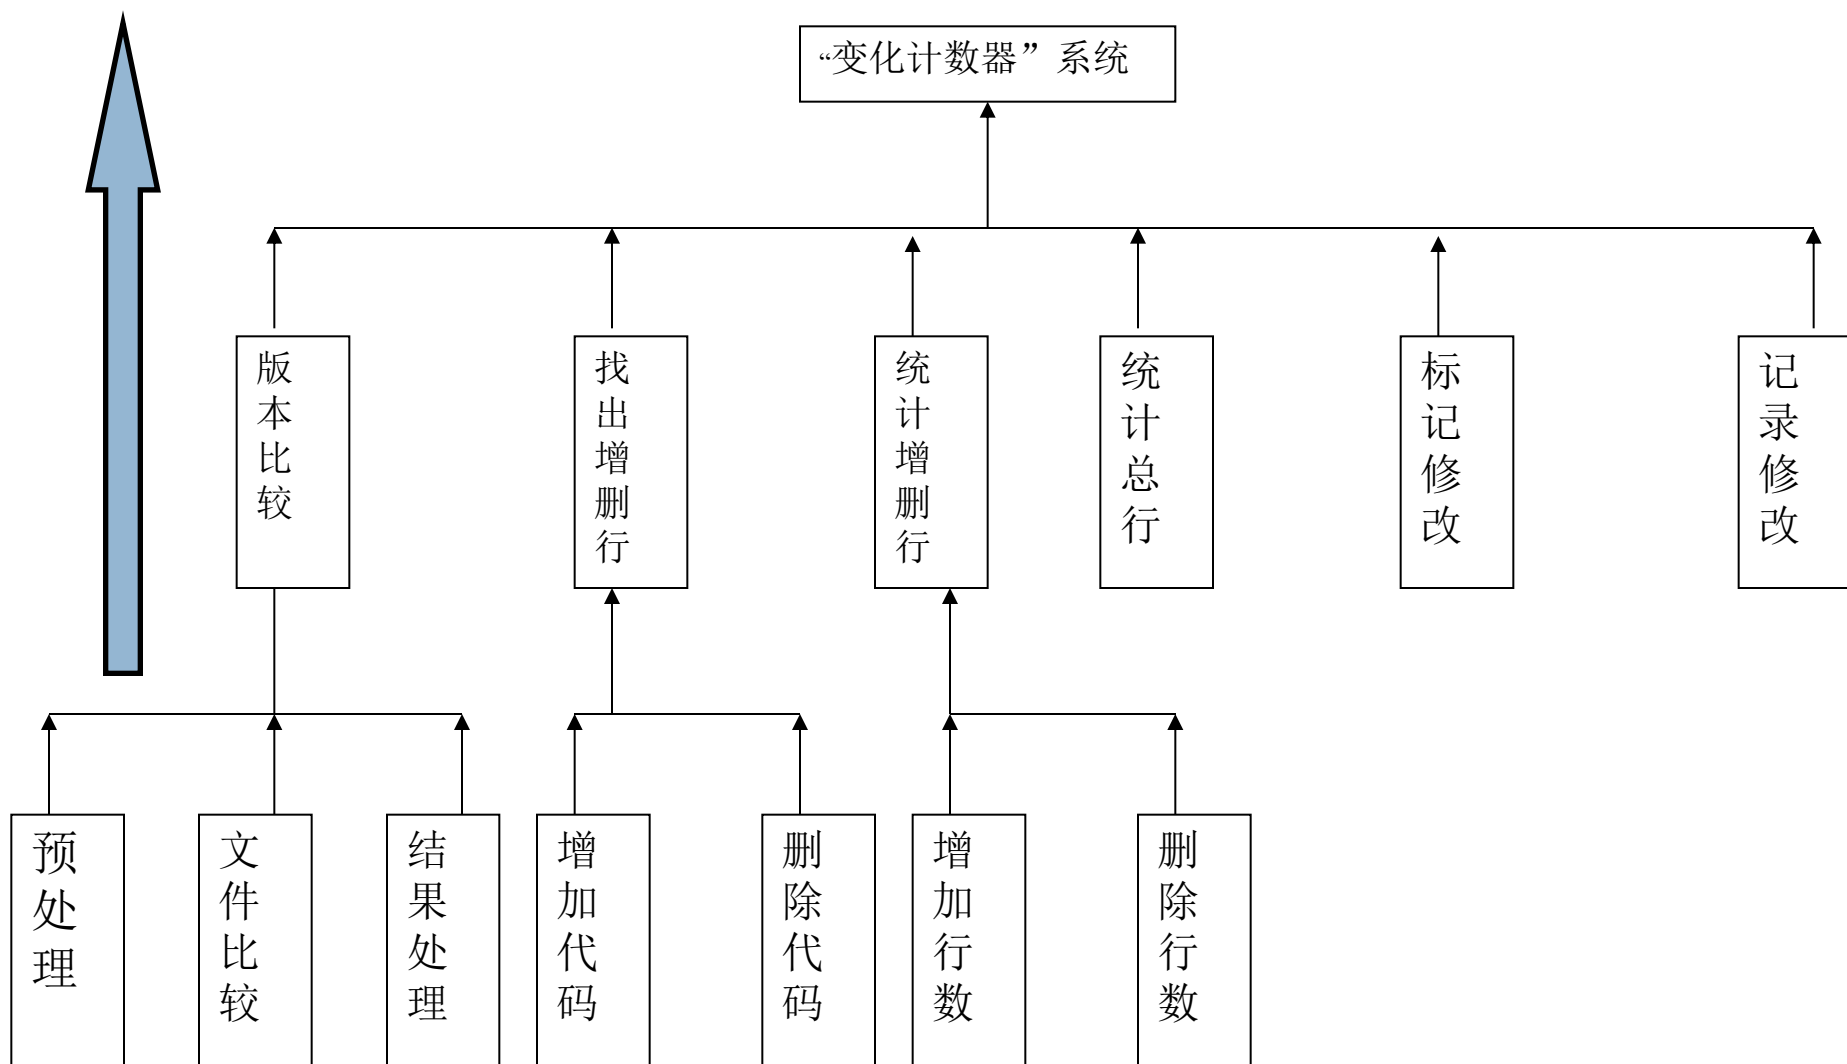 “变化计数器”系统
版本比较
找出增删行
统计增删行
统计总行
标记修改
记录修改
预处理
文件比较
结果处理
增加代码
删除代码
增加行数
删除行数